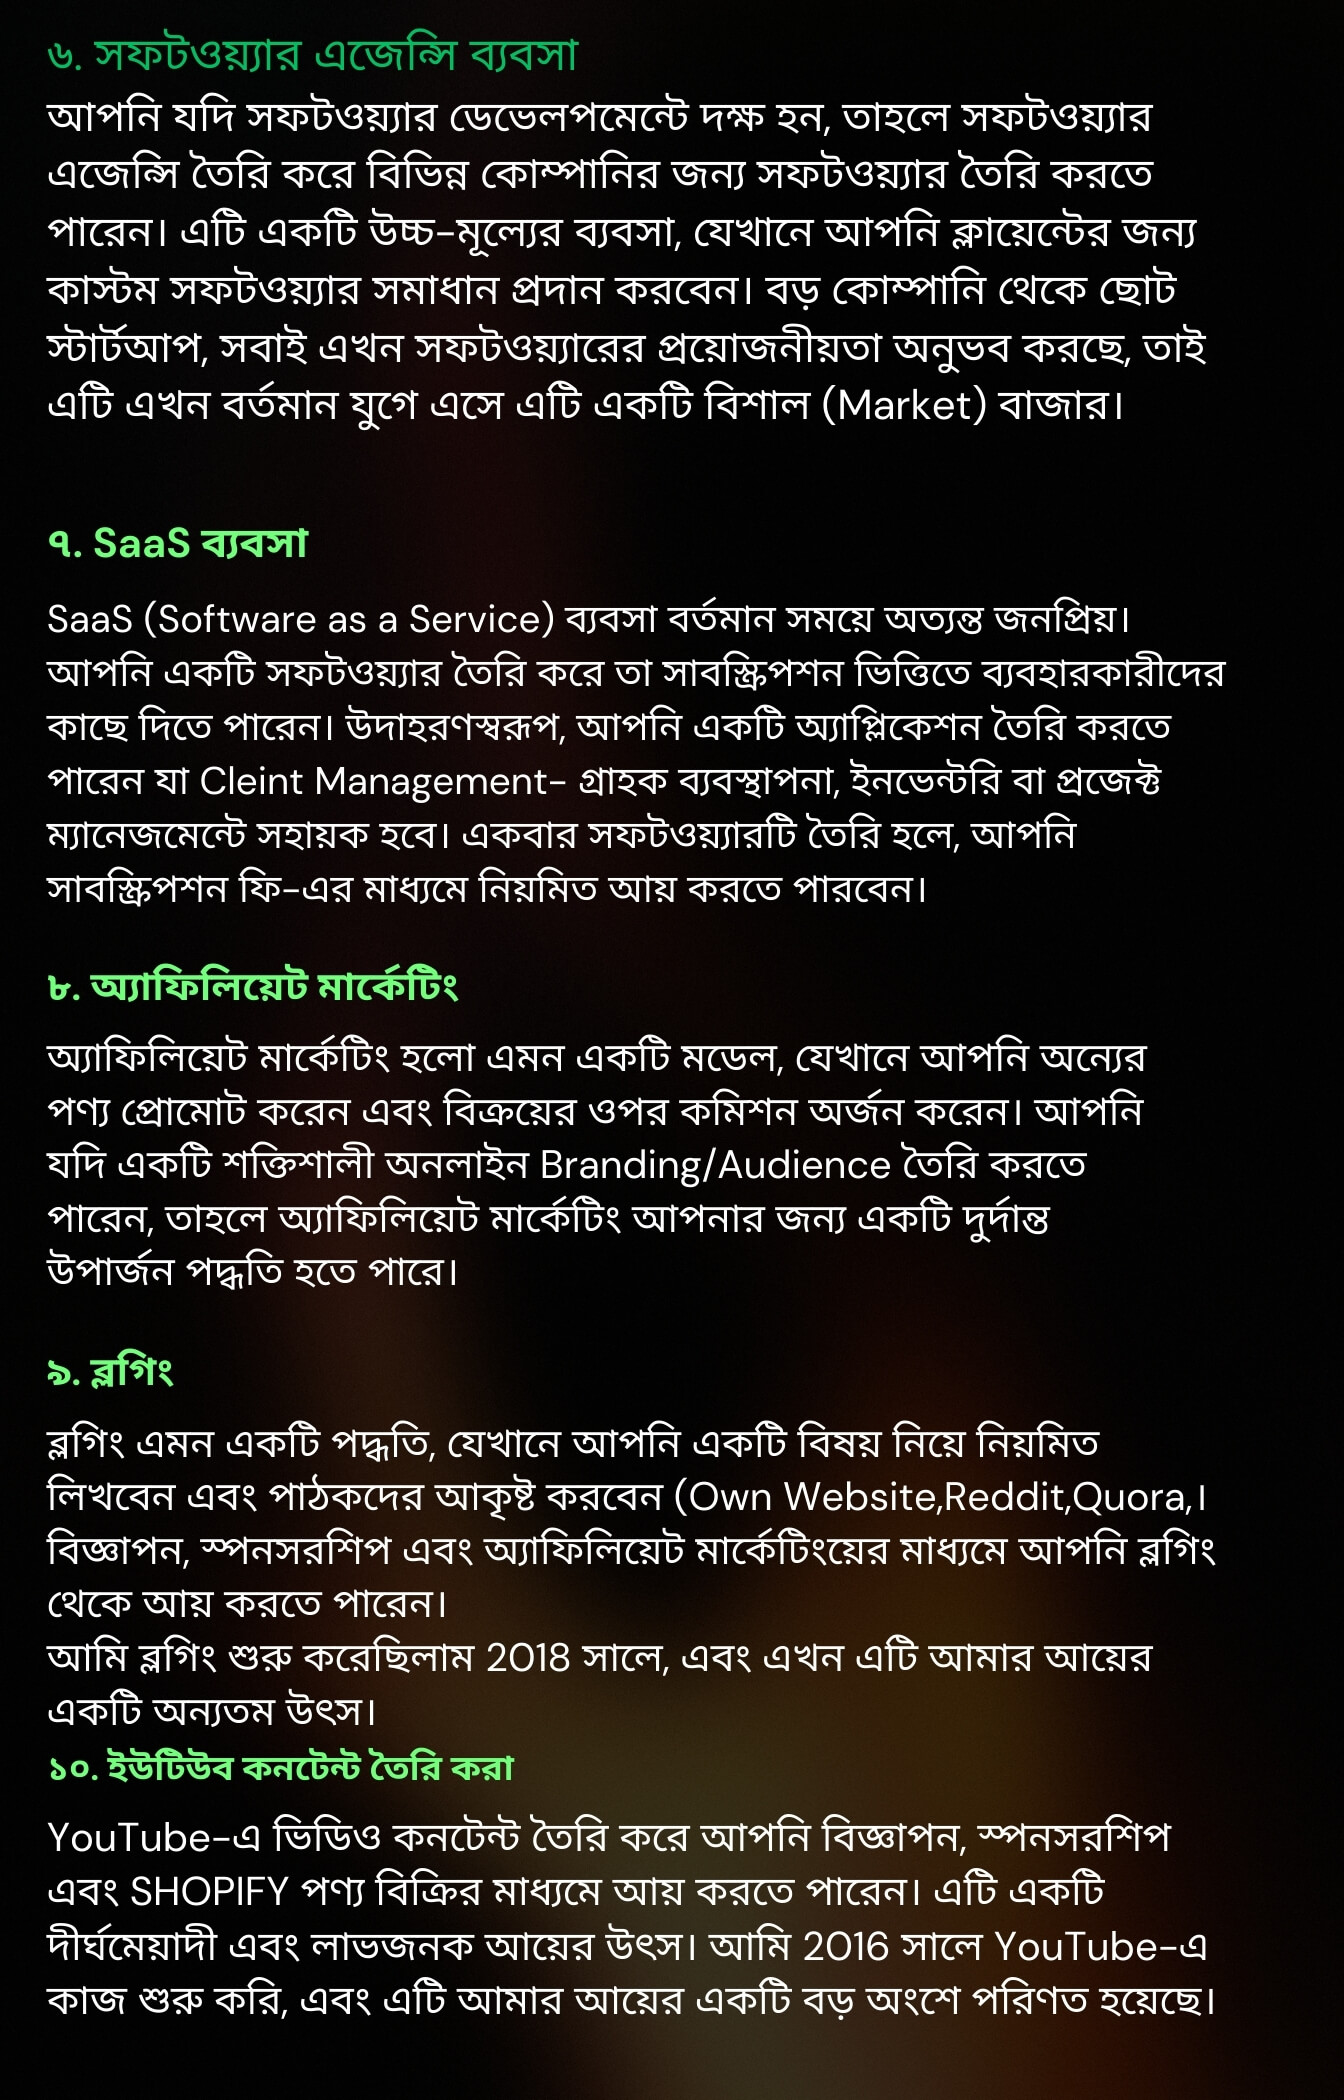 ৬. সফটওয়্যার এজেন্সি ব্যবসা
আপনি যদি সফটওয়্যার ডেভেলপমেন্টে দক্ষ হন, তাহলে সফটওয়্যার
এজেন্সি তৈরি করে বিভিন্ন কোম্পানির জন্য সফটওয়্যার তৈরি করতে
পারেন। এটি একটি উচ্চ-মূল্যের ব্যবসা, যেখানে আপনি ক্লায়েন্টের জন্য
কাস্টম সফটওয়্যার সমাধান প্রদান করবেন। বড় কোম্পানি থেকে ছোট
স্টার্টআপ, সবাই এখন সফটওয়্যারের প্রয়োজনীয়তা অনুভব করছে, তাই
এটি এখন বর্তমান যুগে এসে এটি একটি বিশাল (Market) বাজার।
৭. SaaS ব্যবসা
SaaS (Software as a Service) ব্যবসা বর্তমান সময়ে অত্যন্ত জনপ্রিয়।
আপনি একটি সফটওয়্যার তৈরি করে তা সাবস্ক্রিপশন ভিত্তিতে ব্যবহারকারীদের
কাছে দিতে পারেন। উদাহরণস্বরূপ, আপনি একটি অ্যাপ্লিকেশন তৈরি করতে
পারেন যা Cleint Management- গ্রাহক ব্যবস্থাপনা, ইনভেন্টরি বা প্রজেক্ট
ম্যানেজমেন্টে সহায়ক হবে। একবার সফটওয়্যারটি তৈরি হলে, আপনি
সাবস্ক্রিপশন ফি-এর মাধ্যমে নিয়মিত আয় করতে পারবেন।
৮. অ্যাফিলিয়েট মার্কেটিং
অ্যাফিলিয়েট মার্কেটিং হলো এমন একটি মডেল, যেখানে আপনি অন্যের
পণ্য প্রোমোট করেন এবং বিক্রয়ের ওপর কমিশন অর্জন করেন। আপনি
যদি একটি শক্তিশালী অনলাইন Branding/Audience তৈরি করতে
পারেন, তাহলে অ্যাফিলিয়েট মার্কেটিং আপনার জন্য একটি দুর্দান্ত
উপার্জন পদ্ধতি হতে পারে।
৯. ব্লগিং
ব্লগিং এমন একটি পদ্ধতি, যেখানে আপনি একটি বিষয় নিয়ে নিয়মিত
লিখবেন এবং পাঠকদের আকৃষ্ট করবেন (Own Website,Reddit,Quora,।
বিজ্ঞাপন, স্পনসরশিপ এবং অ্যাফিলিয়েট মার্কেটিংয়ের মাধ্যমে আপনি ব্লগিং
থেকে আয় করতে পারেন।
আমি ব্লগিং শুরু করেছিলাম 2018 সালে, এবং এখন এটি আমার আয়ের
একটি অন্যতম উৎস।
১০. ইউটিউব কনটেন্ট তৈরি করা
YouTube-এ ভিডিও কনটেন্ট তৈরি করে আপনি বিজ্ঞাপন, স্পনসরশিপ
এবং SHOPIFY পণ্য বিক্রির মাধ্যমে আয় করতে পারেন। এটি একটি
দীর্ঘমেয়াদী এবং লাভজনক আয়ের উৎস। আমি 2016 সালে YouTube-এ
কাজ শুরু করি, এবং এটি আমার আয়ের একটি বড় অংশে পরিণত হয়েছে।